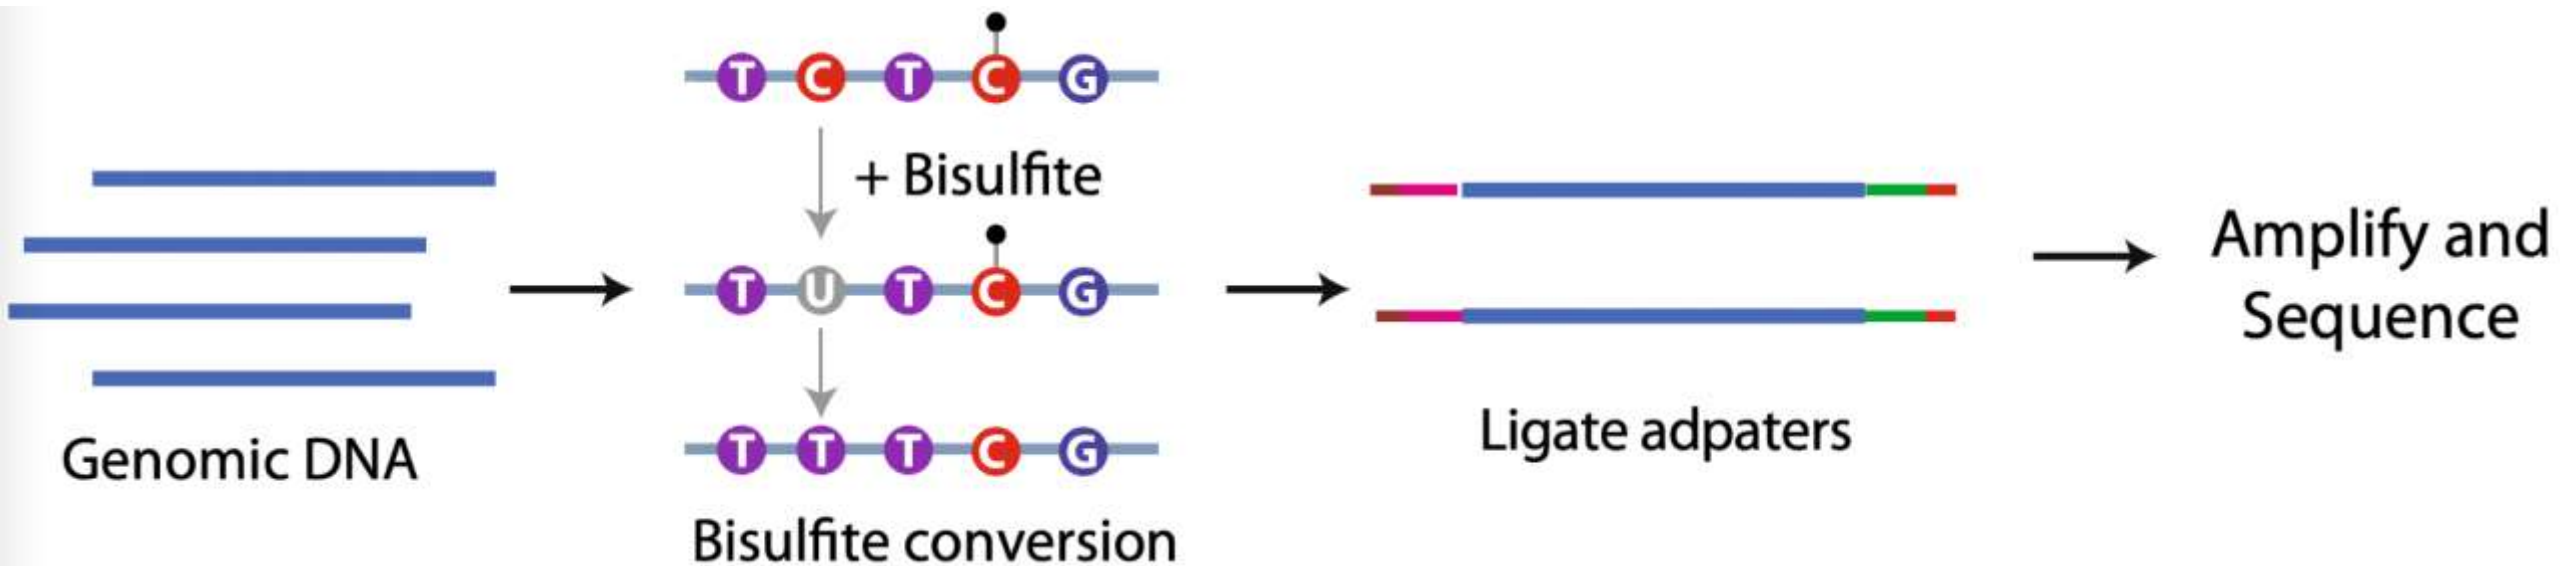 Genomic DNA
T C T C G
+ Bisulfite
T U T C G
T T T C G
Bisulfite conversion
Ligate adpaters
Amplify and
Sequence